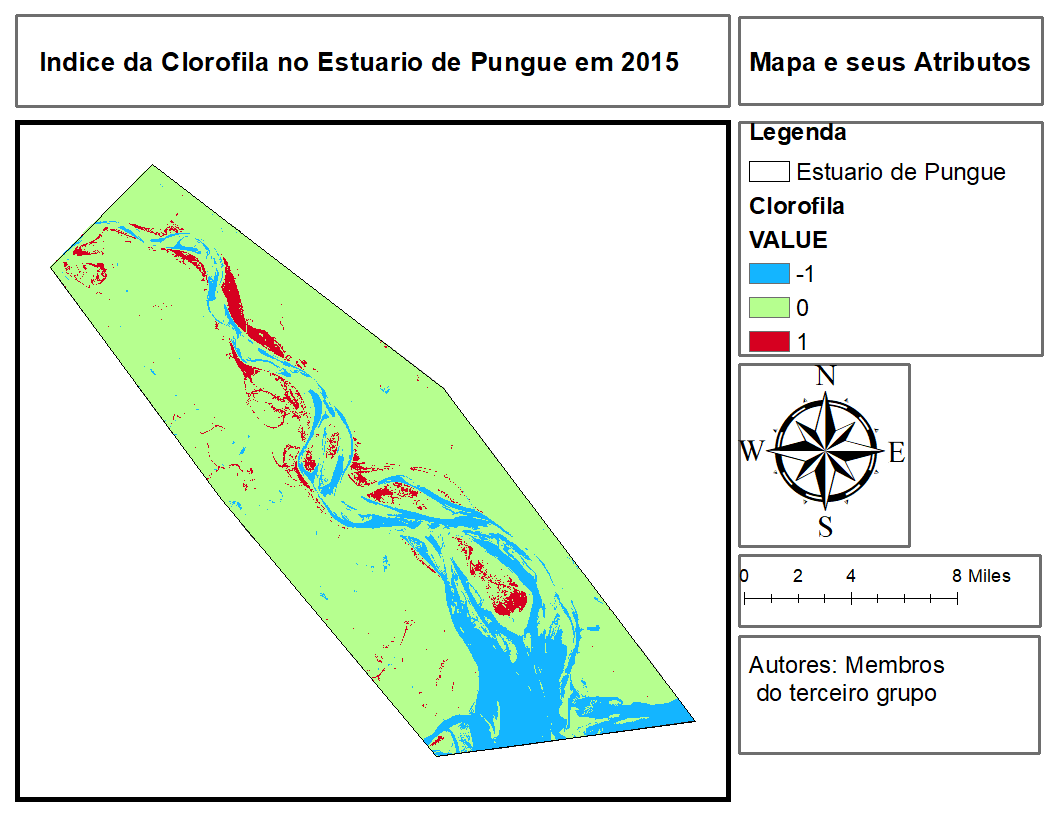 Indice da Clorofila no Estuario de Pungue em 2015
Mapa e seus Atributos
Legenda
Estuario de Pungue
Clorofila
VALUE
-1
0
1
N
W E
S
0 2 4 8 Miles
Autores: Membros
do terceiro grupo